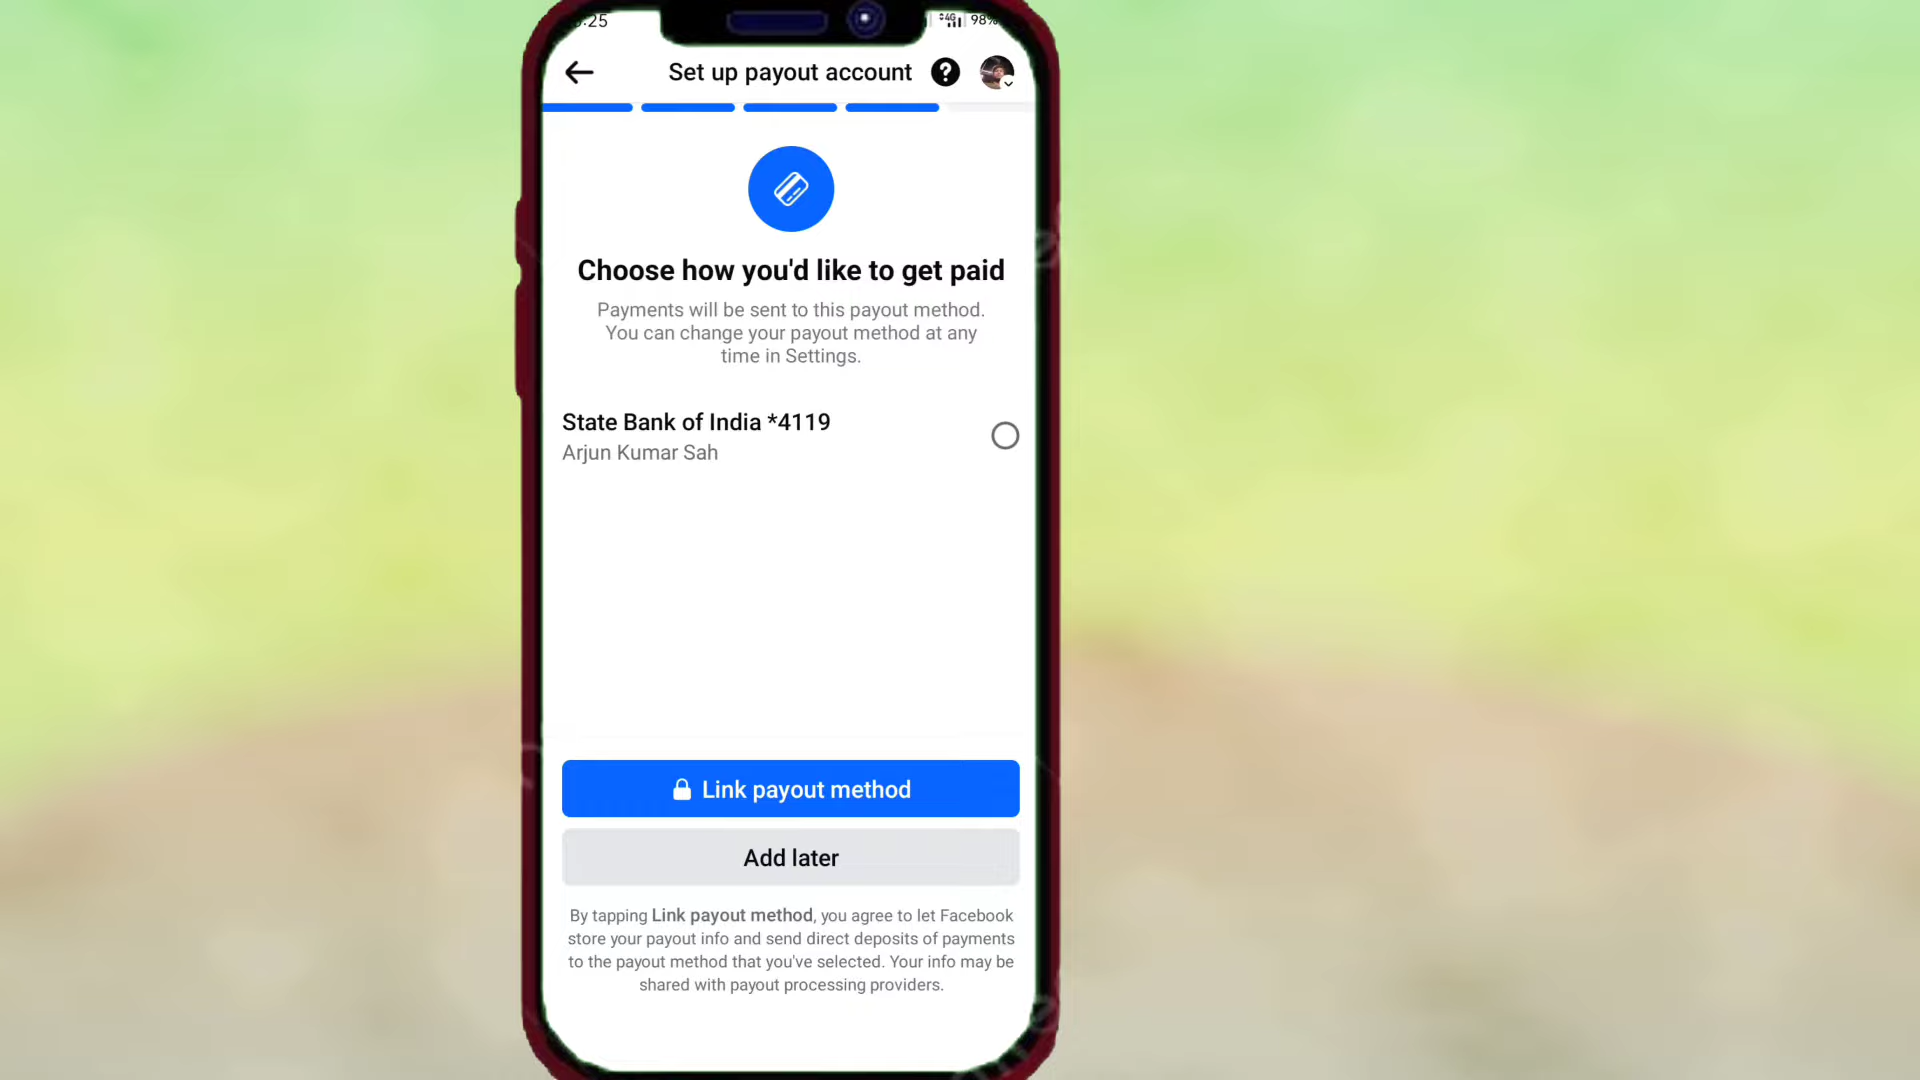 :25
4G 98%
Set up payout account
Choose how you'd like to get paid
Payments will be sent to this payout method.
You can change your payout method at any
time in Settings.
State Bank of India *4119
Arjun Kumar Sah
Link payout method
Add later
By tapping Link payout method, you agree to let Facebook
store your payout info and send direct deposits of payments
to the payout method that you've selected. Your info may be
shared with payout processing providers.